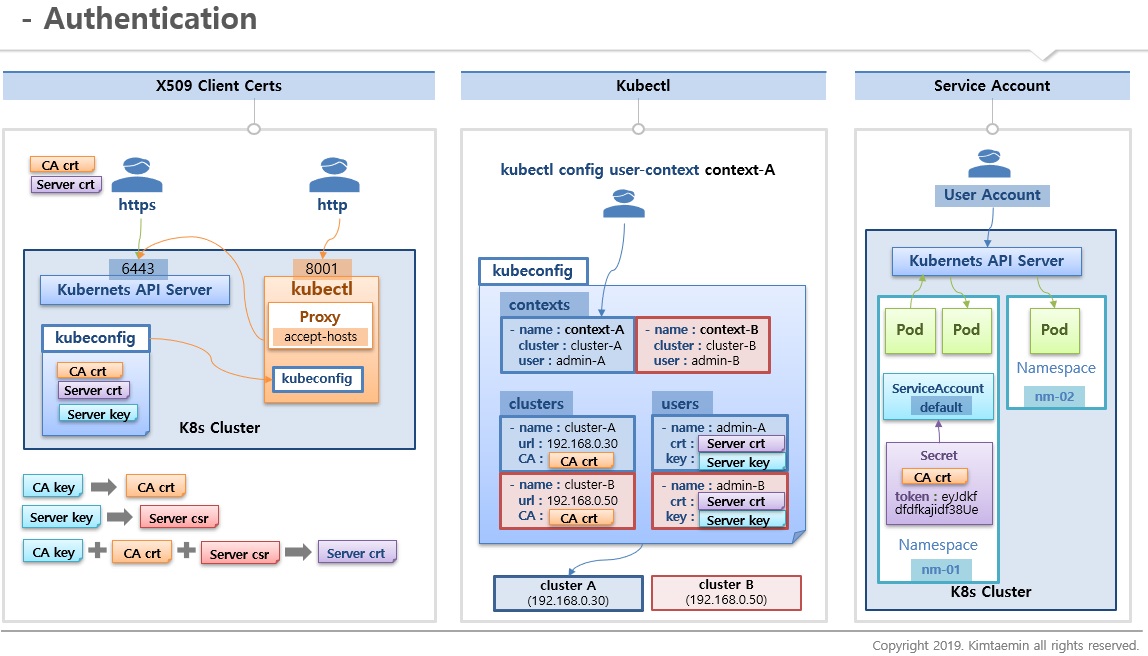 - Authentication
X509 Client Certs
CA crt
Server crt
https
http
6443
Kubernets API Server
8001
kubectl
Proxy
accept-hosts
kubeconfig
kubeconfig
CA crt
Server crt
Server key
K8s Cluster
CA key
CA crt
Server key
Server csr
CA key
CA crt
Server csr
Server crt
Kubectl
kubectl config user-context context-A
kubeconfig
contexts
- name : context-A
cluster : cluster-A
user : admin-A
- name : context-B
cluster : cluster-B
user : admin-B
clusters
- name : cluster-A
url : 192.168.0.30
CA : CA crt
- name : cluster-B
url : 192.168.0.50
CA : CA crt
users
- name : admin-A
crt : Server crt
key : Server key
- name : admin-B
crt : Server crt
key : Server key
cluster A
(192.168.0.30)
cluster B
(192.168.0.50)
Service Account
User Account
Kubernets API Server
Pod
Pod
Pod
Namespace
nm-02
ServiceAccount
default
Secret
CA crt
token : eyJdkf
dfdfkajidf38Ue
Namespace
nm-01
K8s Cluster
Copyright 2019. Kimtaemin all rights reserved.